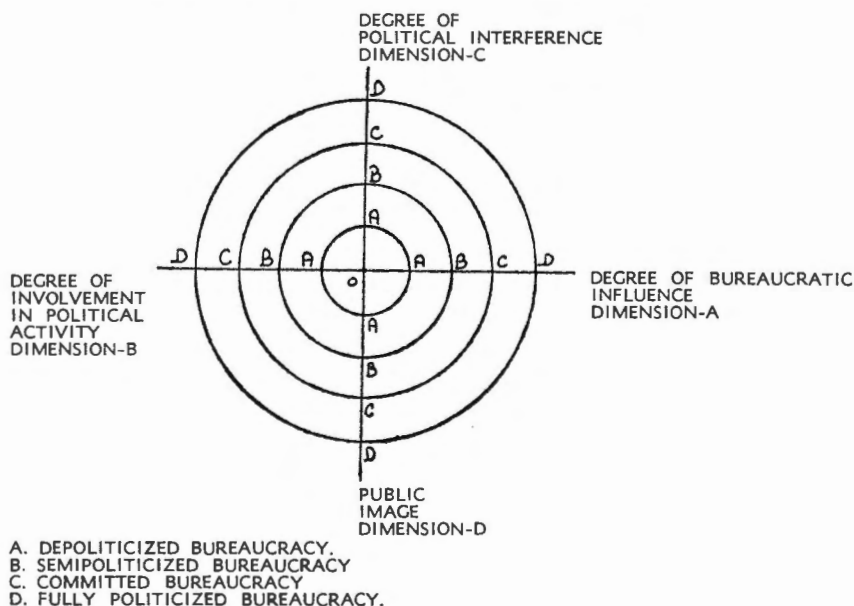 DEGREE OF
POLITICAL INTERFERENCE
DIMENSION-C
D
C
B
A
D C B A O A B C D
DEGREE OF
INVOLVEMENT
IN POLITICAL
ACTIVITY
DIMENSION-B
DEGREE OF BUREAUCRATIC
INFLUENCE
DIMENSION-A
A
B
C
D
PUBLIC
IMAGE
DIMENSION-D
A. DEPOLITICIZED BUREAUCRACY.
B. SEMIPOLITICIZED BUREAUCRACY
C. COMMITTED BUREAUCRACY
D. FULLY POLITICIZED BUREAUCRACY.